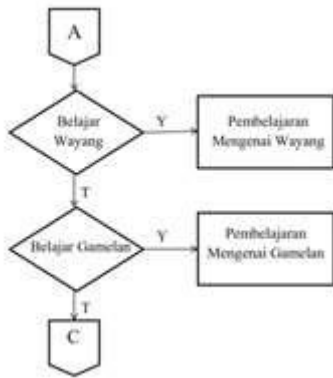 A
Belajar
Wayang
Y
Pembelajaran
Mengenai Wayang
T
Belajar Gamelan
Y
Pembelajaran
Mengenai Gamelan
T
C